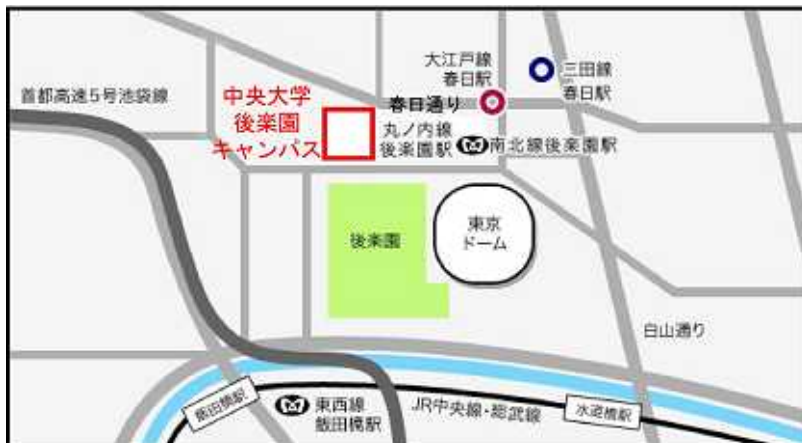 大江戸線
春日駅
三田線
春日駅
首都高速5号池袋線
中央大学
後楽園
キャンパス
春日通り
丸ノ内線
後楽園駅
南北線後楽園駅
後楽園
東京
ドーム
白山通り
飯田橋駅
東西線
飯田橋駅
JR中央線・総武線
水道橋駅